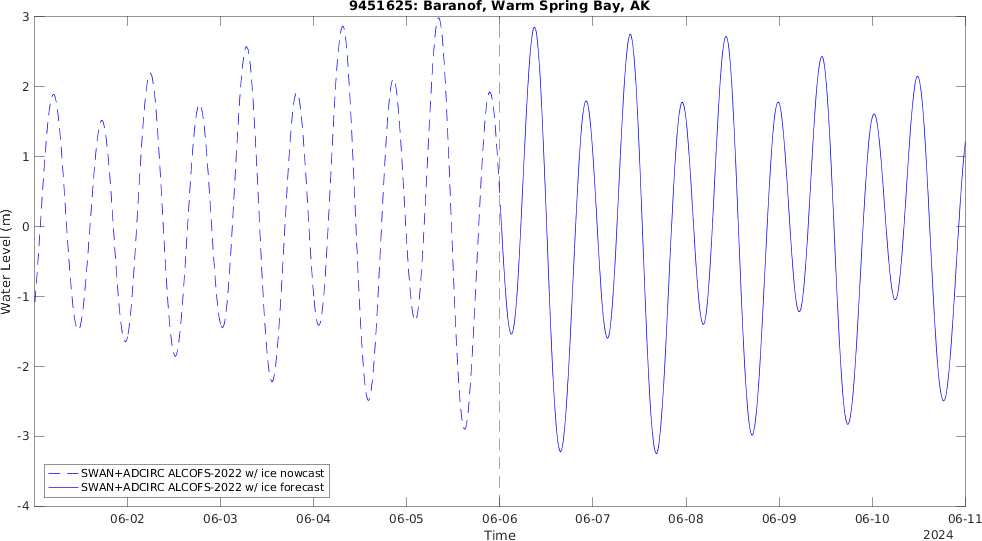 9451625: Baranof, Warm Spring Bay, AK
3
2
1
0
-1
-2
-3
-4
Water Level (m)
SWAN+ADCIRC ALCOFS-2022 w/ ice nowcast
SWAN+ADCIRC ALCOFS-2022 w/ ice forecast
06-02 06-03 06-04 06-05 06-06 06-07 06-08 06-09 06-10 06-11
Time
2024